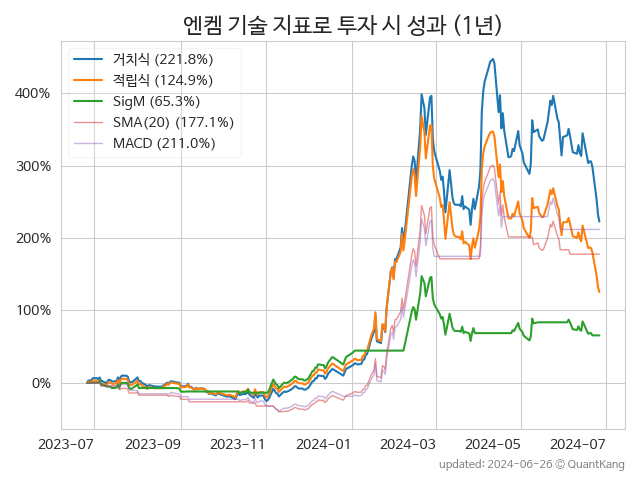 엔켐 기술 지표로 투자 시 성과 (1년)
거치식 (221.8%)
적립식 (124.9%)
SigM (65.3%)
SMA(20) (177.1%)
MACD (211.0%)
400%
300%
200%
100%
0%
2023-07 2023-09 2023-11 2024-01 2024-03 2024-05 2024-07
updated: 2024-06-26 @ QuantKang